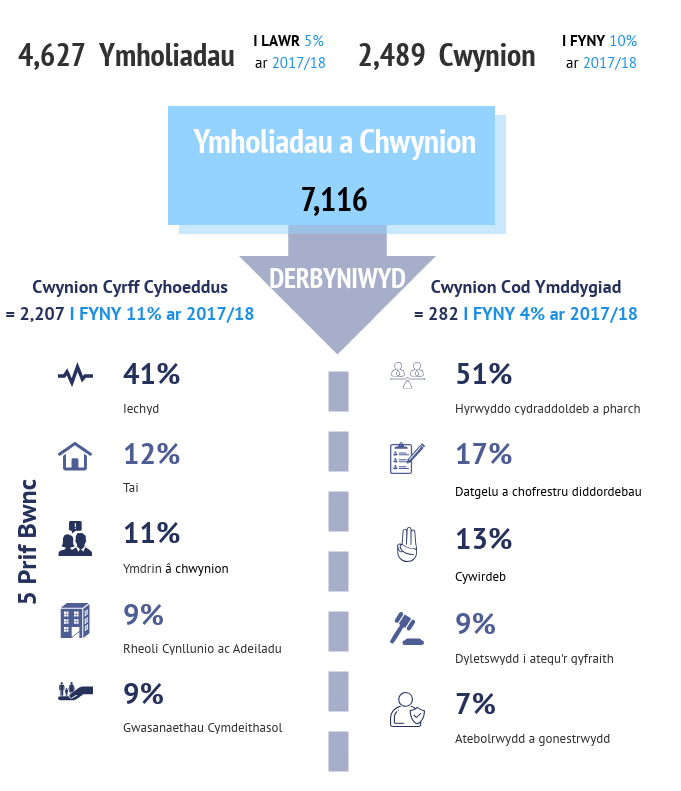 4,627 Ymholiadau
I LAWR 5%
ar 2017/18
2,489 Cwynion
I FYNY 10%
ar 2017/18
Ymholiadau a Chwynion
7,116
DERBYNIWYD
Cwynion Cyrff Cyhoeddus
= 2,207 I FYNY 11% ar 2017/18
5 Prif Bwnc
41%
Iechyd
12%
Tai
11%
Ymdrin â chwynion
9%
Rheoli Cynllunio ac Adeiladu
9%
Gwasanaethau Cymdeithasol
Cwynion Cod Ymddygiad
= 282 I FYNY 4% ar 2017/18
51%
Hyrwyddo cydraddoldeb a pharch
17%
Datgelu a chofrestru diddordebau
13%
Cywirdeb
9%
Dyletswydd i ategu'r gyfraith
7%
Atebolrwydd a gonestrwydd